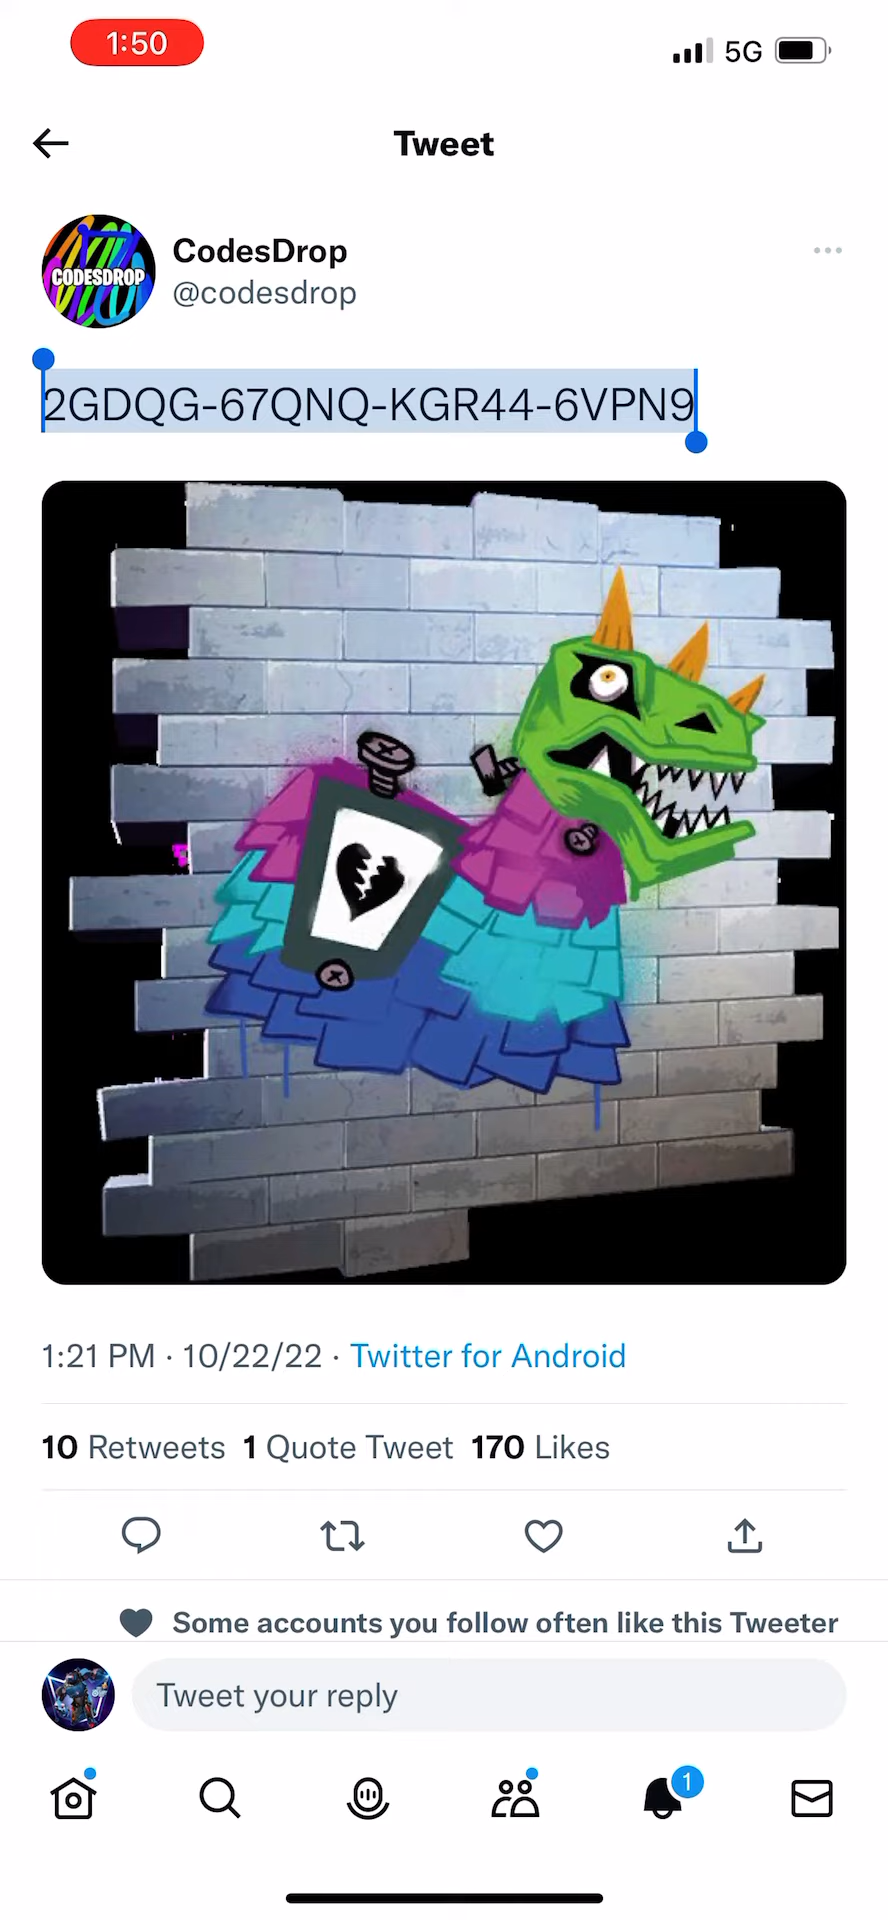 1:50
5G
Tweet
CODESDROP
CodesDrop
@codesdrop
2GDQG-67QNQ-KGR44-6VPN9
1:21 PM · 10/22/22 · Twitter for Android
10 Retweets 1 Quote Tweet 170 Likes
Some accounts you follow often like this Tweeter
Tweet your reply
1